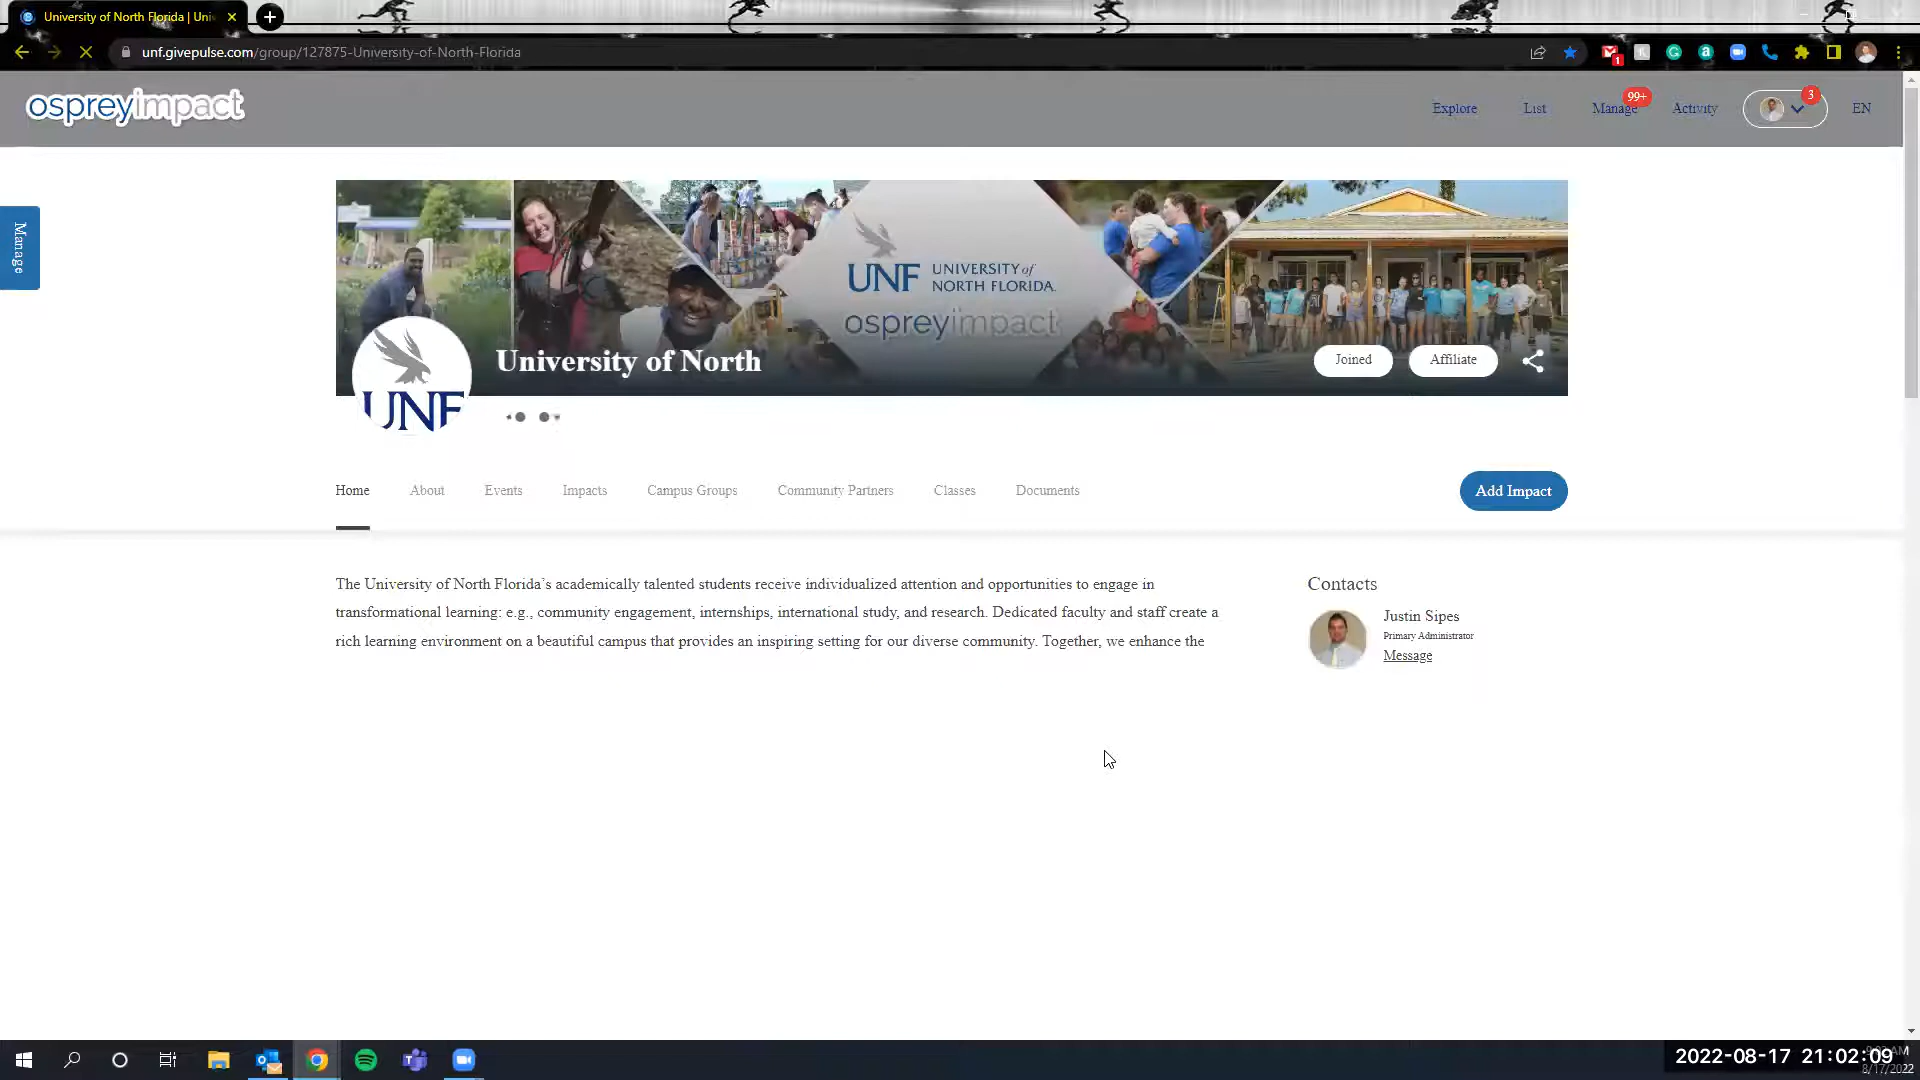 University of North Florida | Uni
unf.givepulse.com/group/127875-University-of-North-Florida
1
ospreyimpact
Explore
List
Manage
99+
Activity
3
EN
Manage
UNF UNIVERSITY of
NORTH FLORIDA.
ospreyimpact
University of North
Joined
Affiliate
UNF
Home
About
Events
Impacts
Campus Groups
Community Partners
Classes
Documents
Add Impact
The University of North Florida's academically talented students receive individualized attention and opportunities to engage in
transformational learning: e.g., community engagement, internships, international study, and research. Dedicated faculty and staff create a
rich learning environment on a beautiful campus that provides an inspiring setting for our diverse community. Together, we enhance the
Contacts
Justin Sipes
Primary Administrator
Message
2022-08-17 21:02:09
8/17/2022